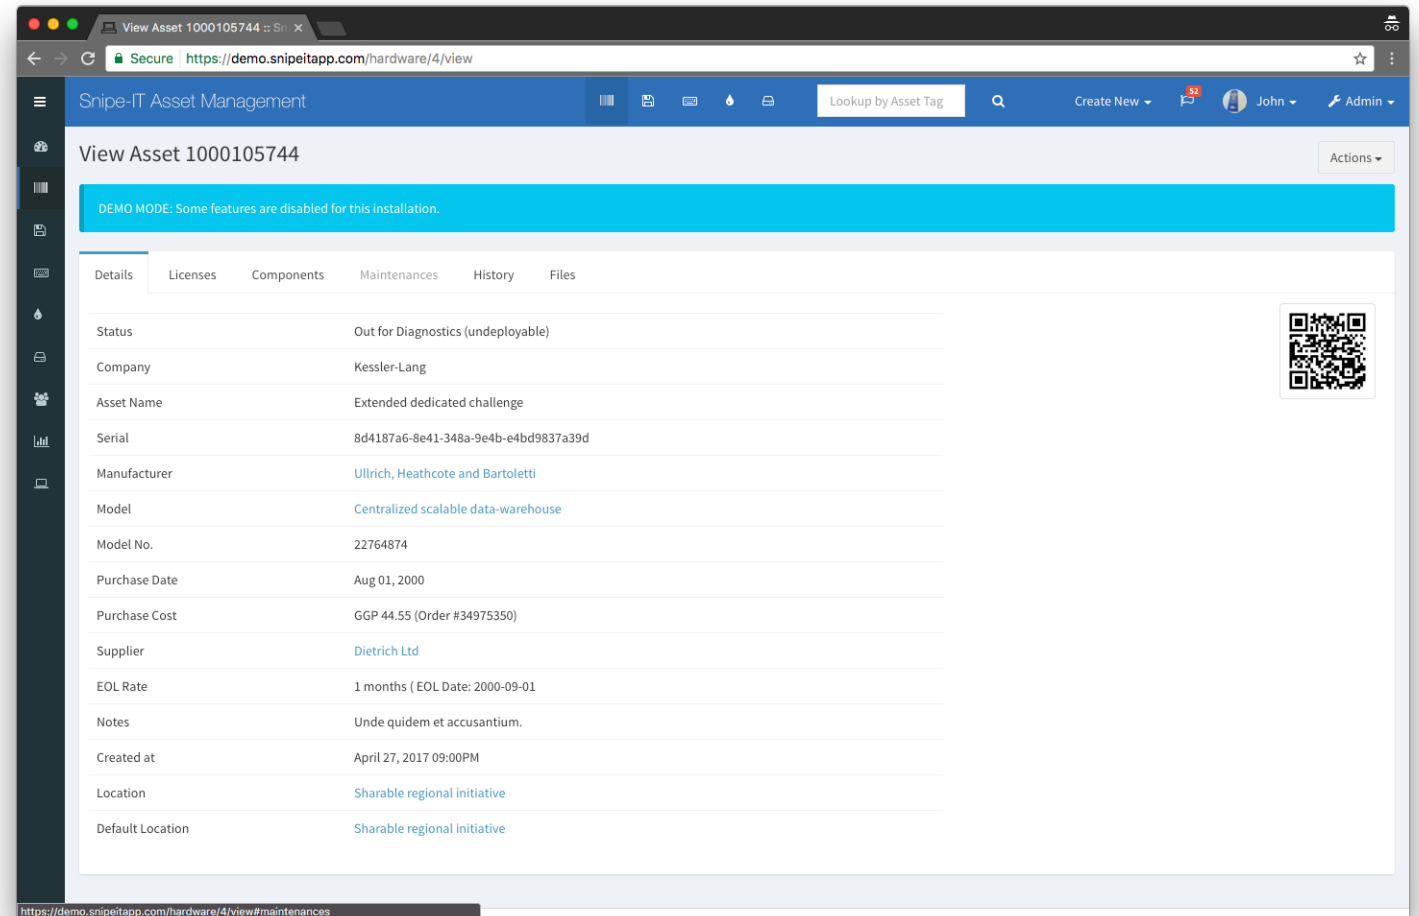 View Asset 1000105744 :: Sn
Secure https://demo.snipeitapp.com/hardware/4/view
Snipe-IT Asset Management
Lookup by Asset Tag
Create New
52
John
Admin
View Asset 1000105744
Actions
DEMO MODE: Some features are disabled for this installation.
Details Licenses Components Maintenances History Files
Status Out for Diagnostics (undeployable)
Company Kessler-Lang
Asset Name Extended dedicated challenge
Serial 8d4187a6-8e41-348a-9e4b-e4bd9837a39d
Manufacturer Ullrich, Heathcote and Bartoletti
Model Centralized scalable data-warehouse
Model No. 22764874
Purchase Date Aug 01, 2000
Purchase Cost GGP 44.55 (Order #34975350)
Supplier Dietrich Ltd
EOL Rate 1 months ( EOL Date: 2000-09-01
Notes Unde quidem et accusantium.
Created at April 27, 2017 09:00PM
Location Sharable regional initiative
Default Location Sharable regional initiative
https://demo.snipeitapp.com/hardware/4/view#maintenances